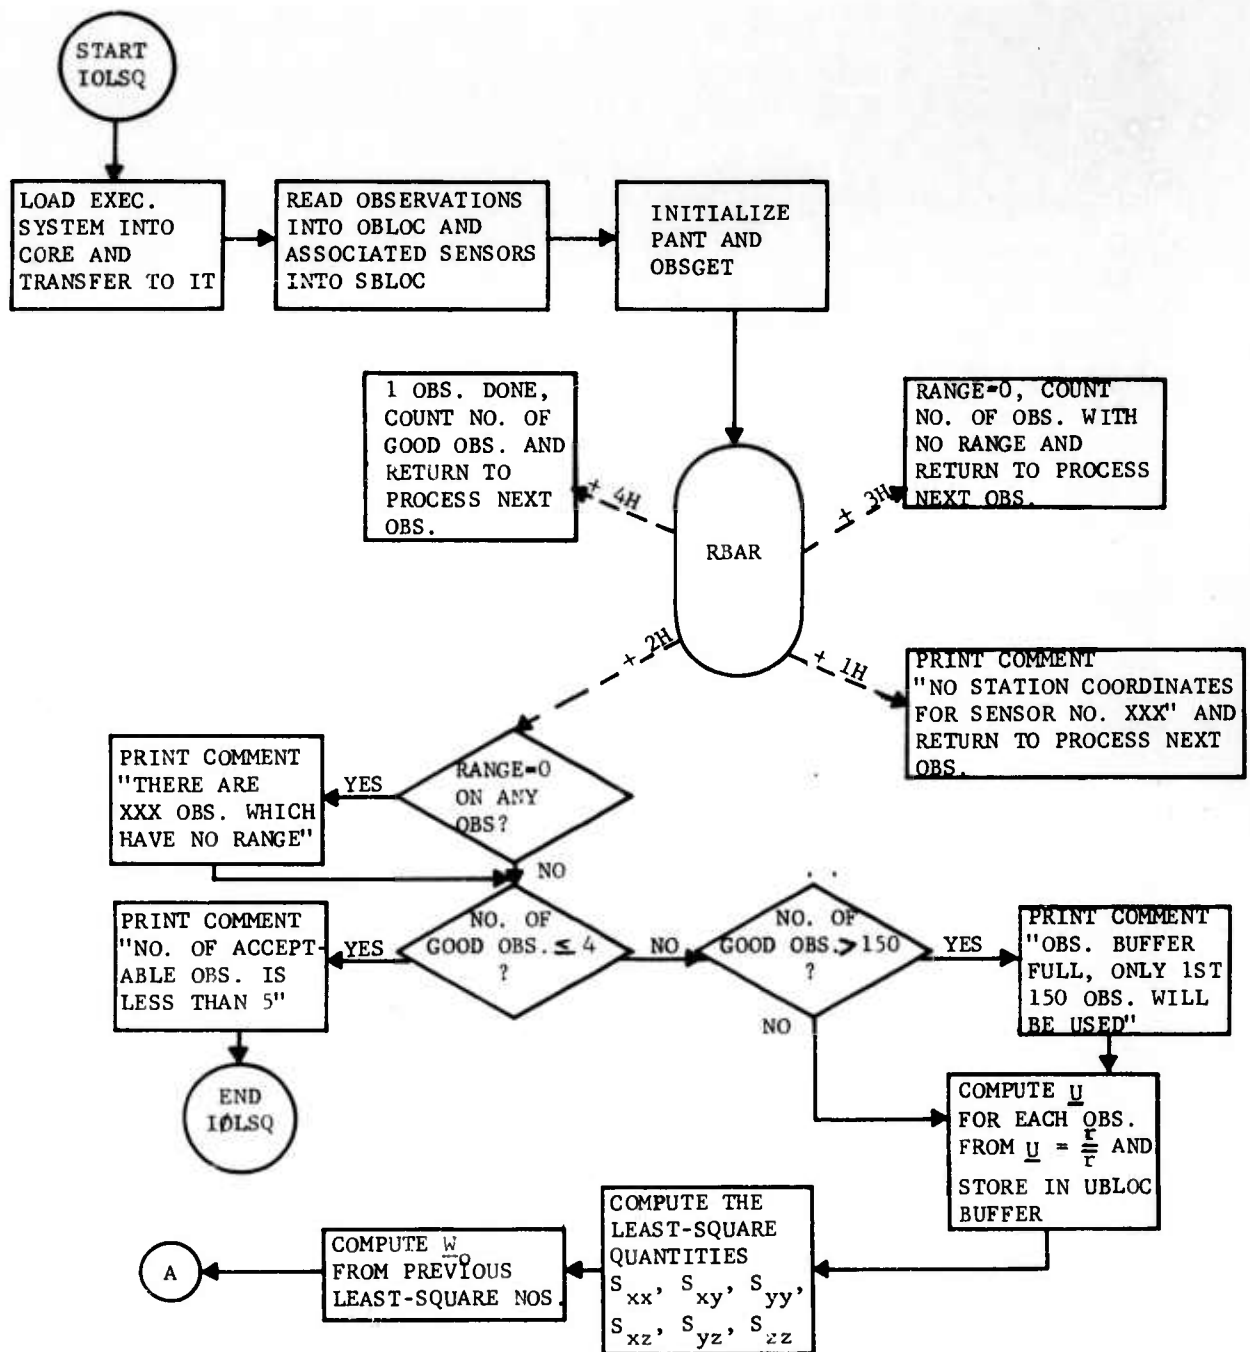 START
IOLSQ
LOAD EXEC.
SYSTEM INTO
CORE AND
TRANSFER TO IT
READ OBSERVATIONS
INTO OBLOC AND
ASSOCIATED SENSORS
INTO SBLOC
INITIALIZE
PANT AND
OBSGET
1 OBS. DONE,
COUNT NO. OF
GOOD OBS. AND
RETURN TO
PROCESS NEXT
OBS.
+ 4H
RBAR
+ 3H
RANGE=0, COUNT
NO. OF OBS. WITH
NO RANGE AND
RETURN TO PROCESS
NEXT OBS.
+ 2H
+ 1H
PRINT COMMENT
"NO STATION COORDINATES
FOR SENSOR NO. XXX" AND
RETURN TO PROCESS NEXT
OBS.
PRINT COMMENT
"THERE ARE
XXX OBS. WHICH
HAVE NO RANGE"
YES
RANGE=0
ON ANY
OBS?
NO
PRINT COMMENT
"NO. OF ACCEPT-
ABLE OBS. IS
LESS THAN 5"
YES
NO. OF
GOOD OBS. ≤ 4
?
NO
NO. OF
GOOD OBS. > 150
?
YES
NO
PRINT COMMENT
"OBS. BUFFER
FULL, ONLY 1ST
150 OBS. WILL
BE USED"
END
IØLSQ
COMPUTE U
FOR EACH OBS.
FROM U = r/r AND
STORE IN UBLOC
BUFFER
COMPUTE THE
LEAST-SQUARE
QUANTITIES
Sxx, Sxy, Syy,
Sxz, Syz, Szz
COMPUTE Wo
FROM PREVIOUS
LEAST-SQUARE NOS.
A